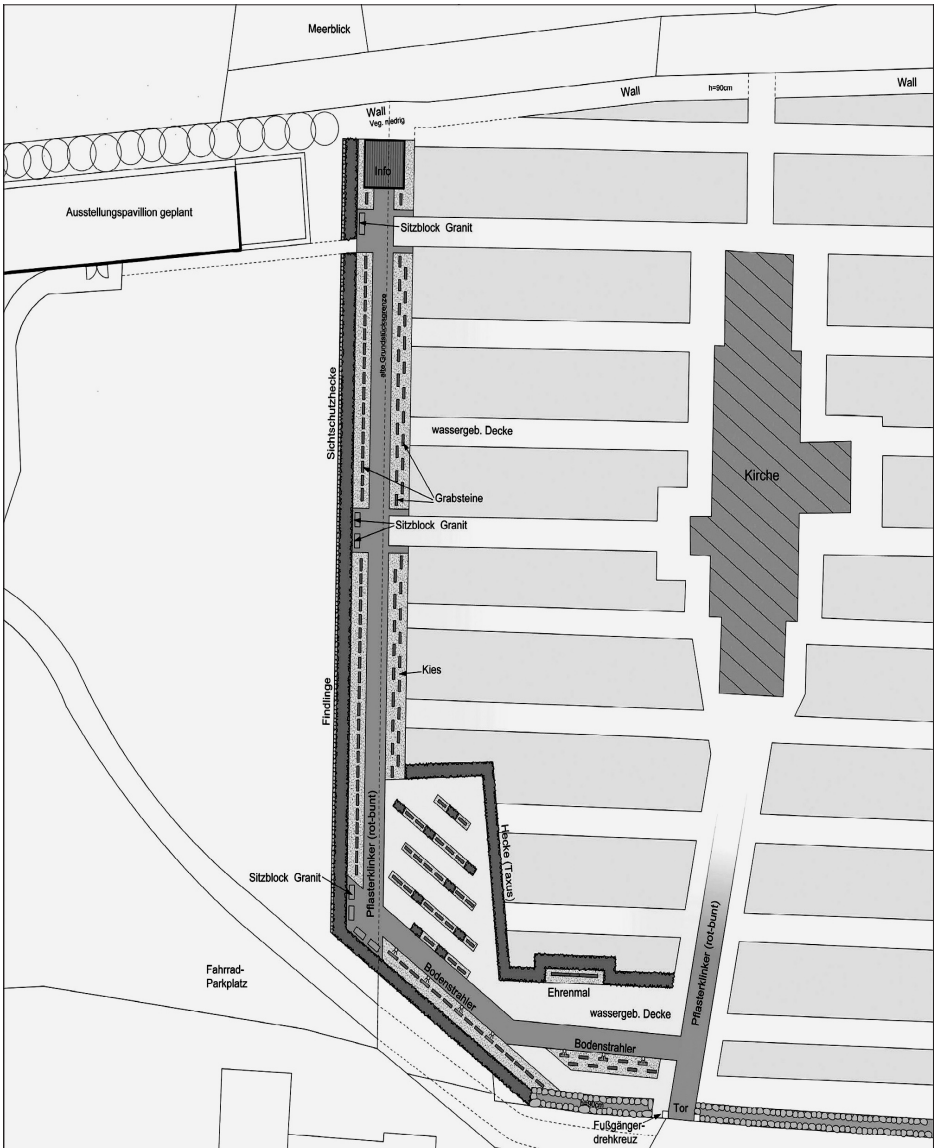 Meerblick
Wall
Wall
h=90cm
Wall
Veg. niedrig
Info
Ausstellungspavillion geplant
Sitzblock Granit
alte Grundstücksgrenze
Sichtschutzhecke
wassergeb. Decke
Kirche
Grabsteine
Sitzblock Granit
Kies
Findlinge
Pflasterklinker (rot-bunt)
Hecke (Taxus)
Sitzblock Granit
Pflasterklinker (rot-bunt)
Fahrrad-
Parkplatz
Bodenstrahler
Ehrenmal
wassergeb. Decke
Bodenstrahler
Tor
Fußgänger-
drehkreuz